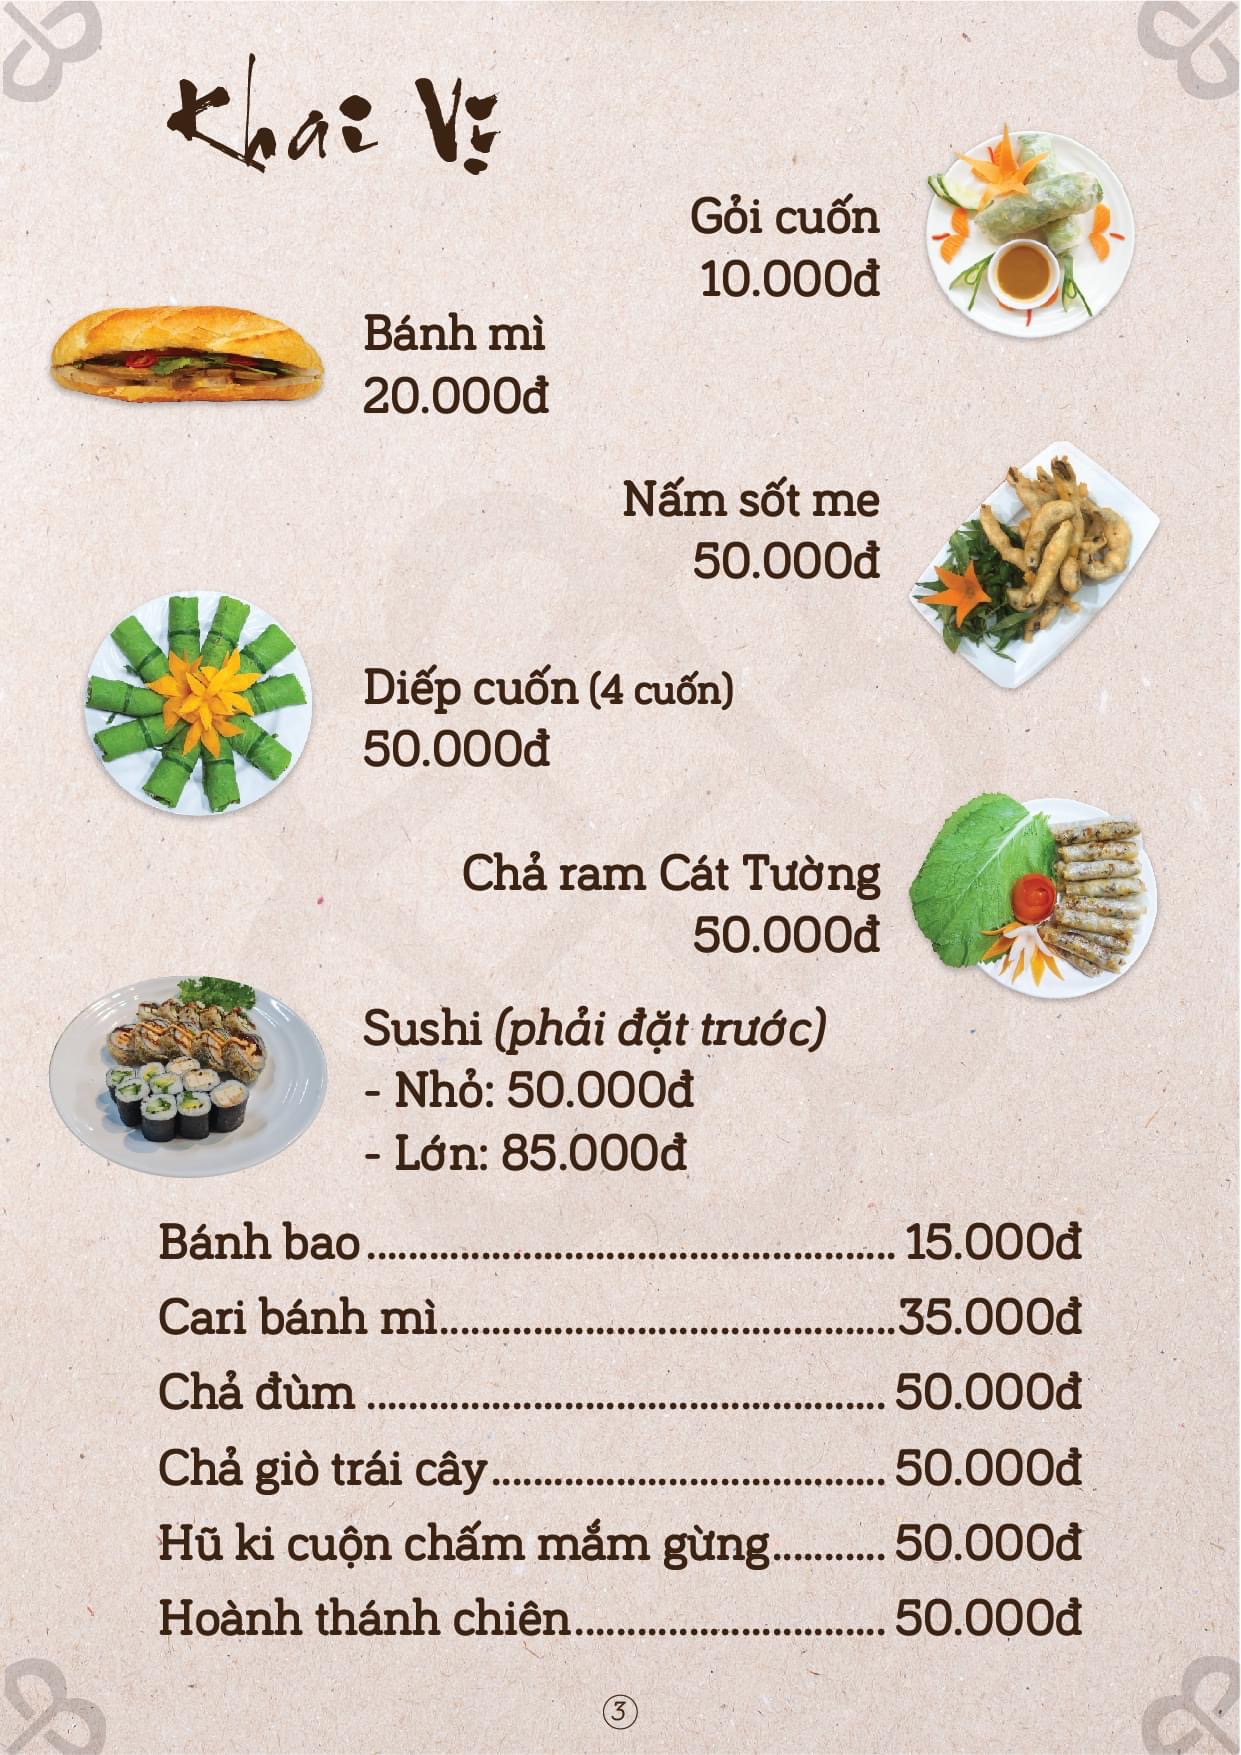 Khai Vị
Gỏi cuốn
10.000đ
Bánh mì
20.000đ
Nấm sốt me
50.000đ
Diếp cuốn (4 cuốn)
50.000đ
Chả ram Cát Tường
50.000đ
Sushi (phải đặt trước)
- Nhỏ: 50.000đ
- Lớn: 85.000đ
Bánh bao.................................................. 15.000đ
Cari bánh mì............................................35.000đ
Chả đùm ................................................. 50.000đ
Chả giò trái cây...................................... 50.000đ
Hũ ki cuộn chấm mắm gừng........... 50.000đ
Hoành thánh chiên.............................. 50.000đ
3